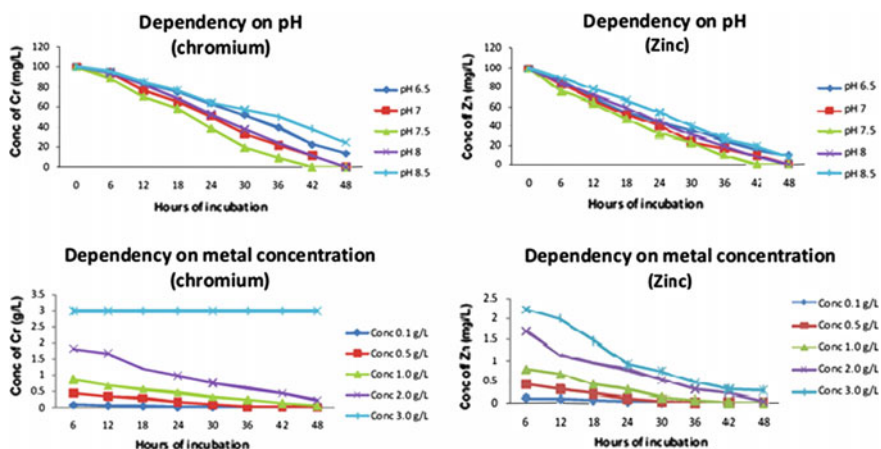 Dependency on pH
(chromium)
Conc of Cr (mg/L)
120
100
80
60
40
20
0
0 6 12 18 24 30 36 42 48
Hours of incubation
pH 6.5
pH 7
pH 7.5
pH 8
pH 8.5
Dependency on pH
(Zinc)
Conc of Zn (mg/L)
120
100
80
60
40
20
0
0 6 12 18 24 30 36 42 48
Hours of incubation
pH 6.5
pH 7
pH 7.5
pH 8
pH 8.5
Dependency on metal concentration
(chromium)
Conc of Cr (g/L)
3.5
3
2.5
2
1.5
1
0.5
0
6 12 18 24 30 36 42 48
Hours of incubation
Conc 0.1 g/L
Conc 0.5 g/L
Conc 1.0 g/L
Conc 2.0 g/L
Conc 3.0 g/L
Dependency on metal concentration
(Zinc)
Conc of Zn (mg/L)
2.5
2
1.5
1
0.5
0
6 12 18 24 30 36 42 48
Hours of incubation
Conc 0.1 g/L
Conc 0.5 g/L
Conc 1.0 g/L
Conc 2.0 g/L
Conc 3.0 g/L